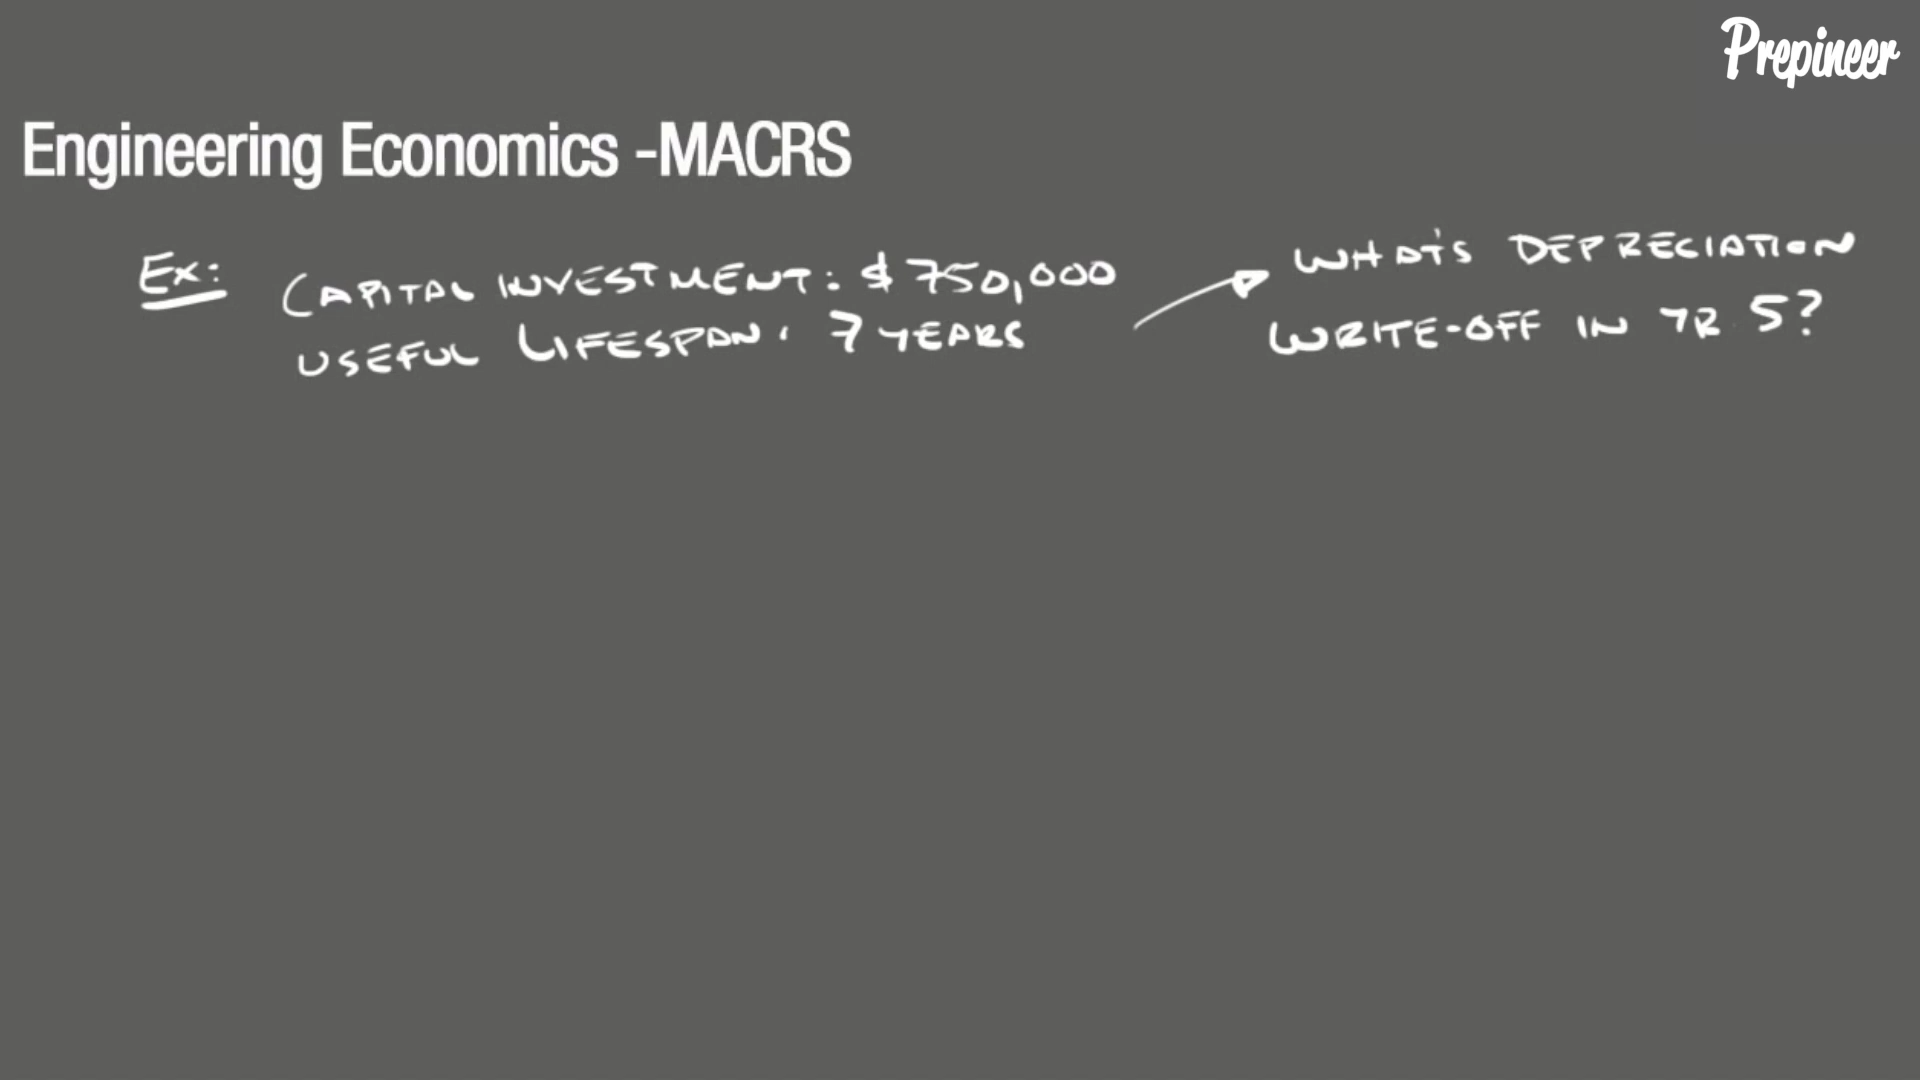 Prepineer
Engineering Economics -MACRS
Ex: CAPITAL INVESTMENT: $750,000
USEFUL LIFESPAN: 7 YEARS
WHAT'S DEPRECIATION
WRITE-OFF IN YR 5?